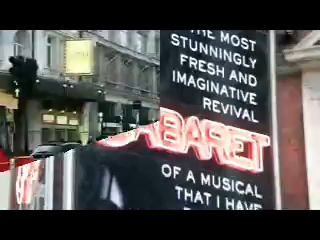 THE MOST
STUNNINGLY
FRESH AND
IMAGINATIVE
REVIVAL
CABARET
OF A MUSICAL
THAT I HAVE